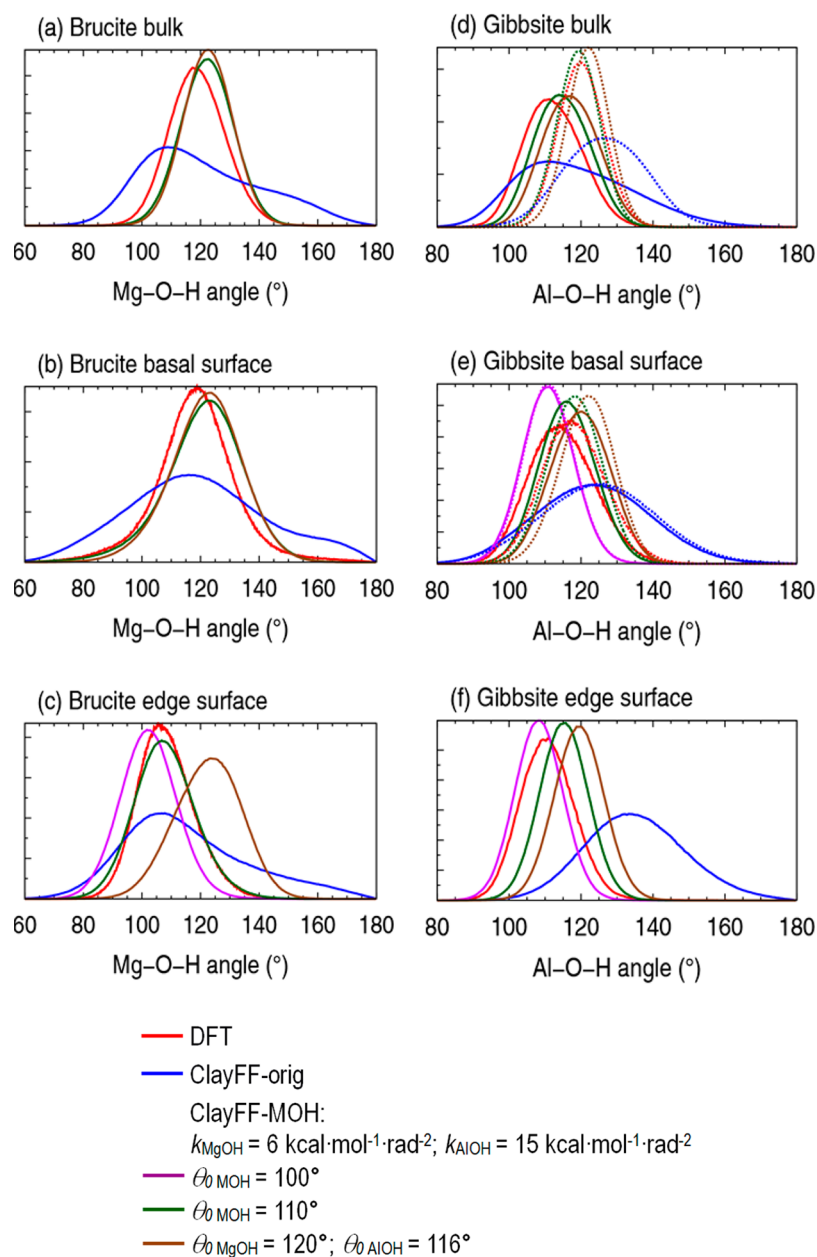 (a) Brucite bulk
60 80 100 120 140 160 180
Mg–O–H angle (°)
(b) Brucite basal surface
60 80 100 120 140 160 180
Mg–O–H angle (°)
(c) Brucite edge surface
60 80 100 120 140 160 180
Mg–O–H angle (°)
(d) Gibbsite bulk
80 100 120 140 160 180
Al–O–H angle (°)
(e) Gibbsite basal surface
80 100 120 140 160 180
Al–O–H angle (°)
(f) Gibbsite edge surface
80 100 120 140 160 180
Al–O–H angle (°)
DFT
ClayFF-orig
ClayFF-MOH:
kMgOH = 6 kcal·mol-1·rad-2; kAlOH = 15 kcal·mol-1·rad-2
θ0 MOH = 100°
θ0 MOH = 110°
θ0 MgOH = 120°; θ0 AlOH = 116°